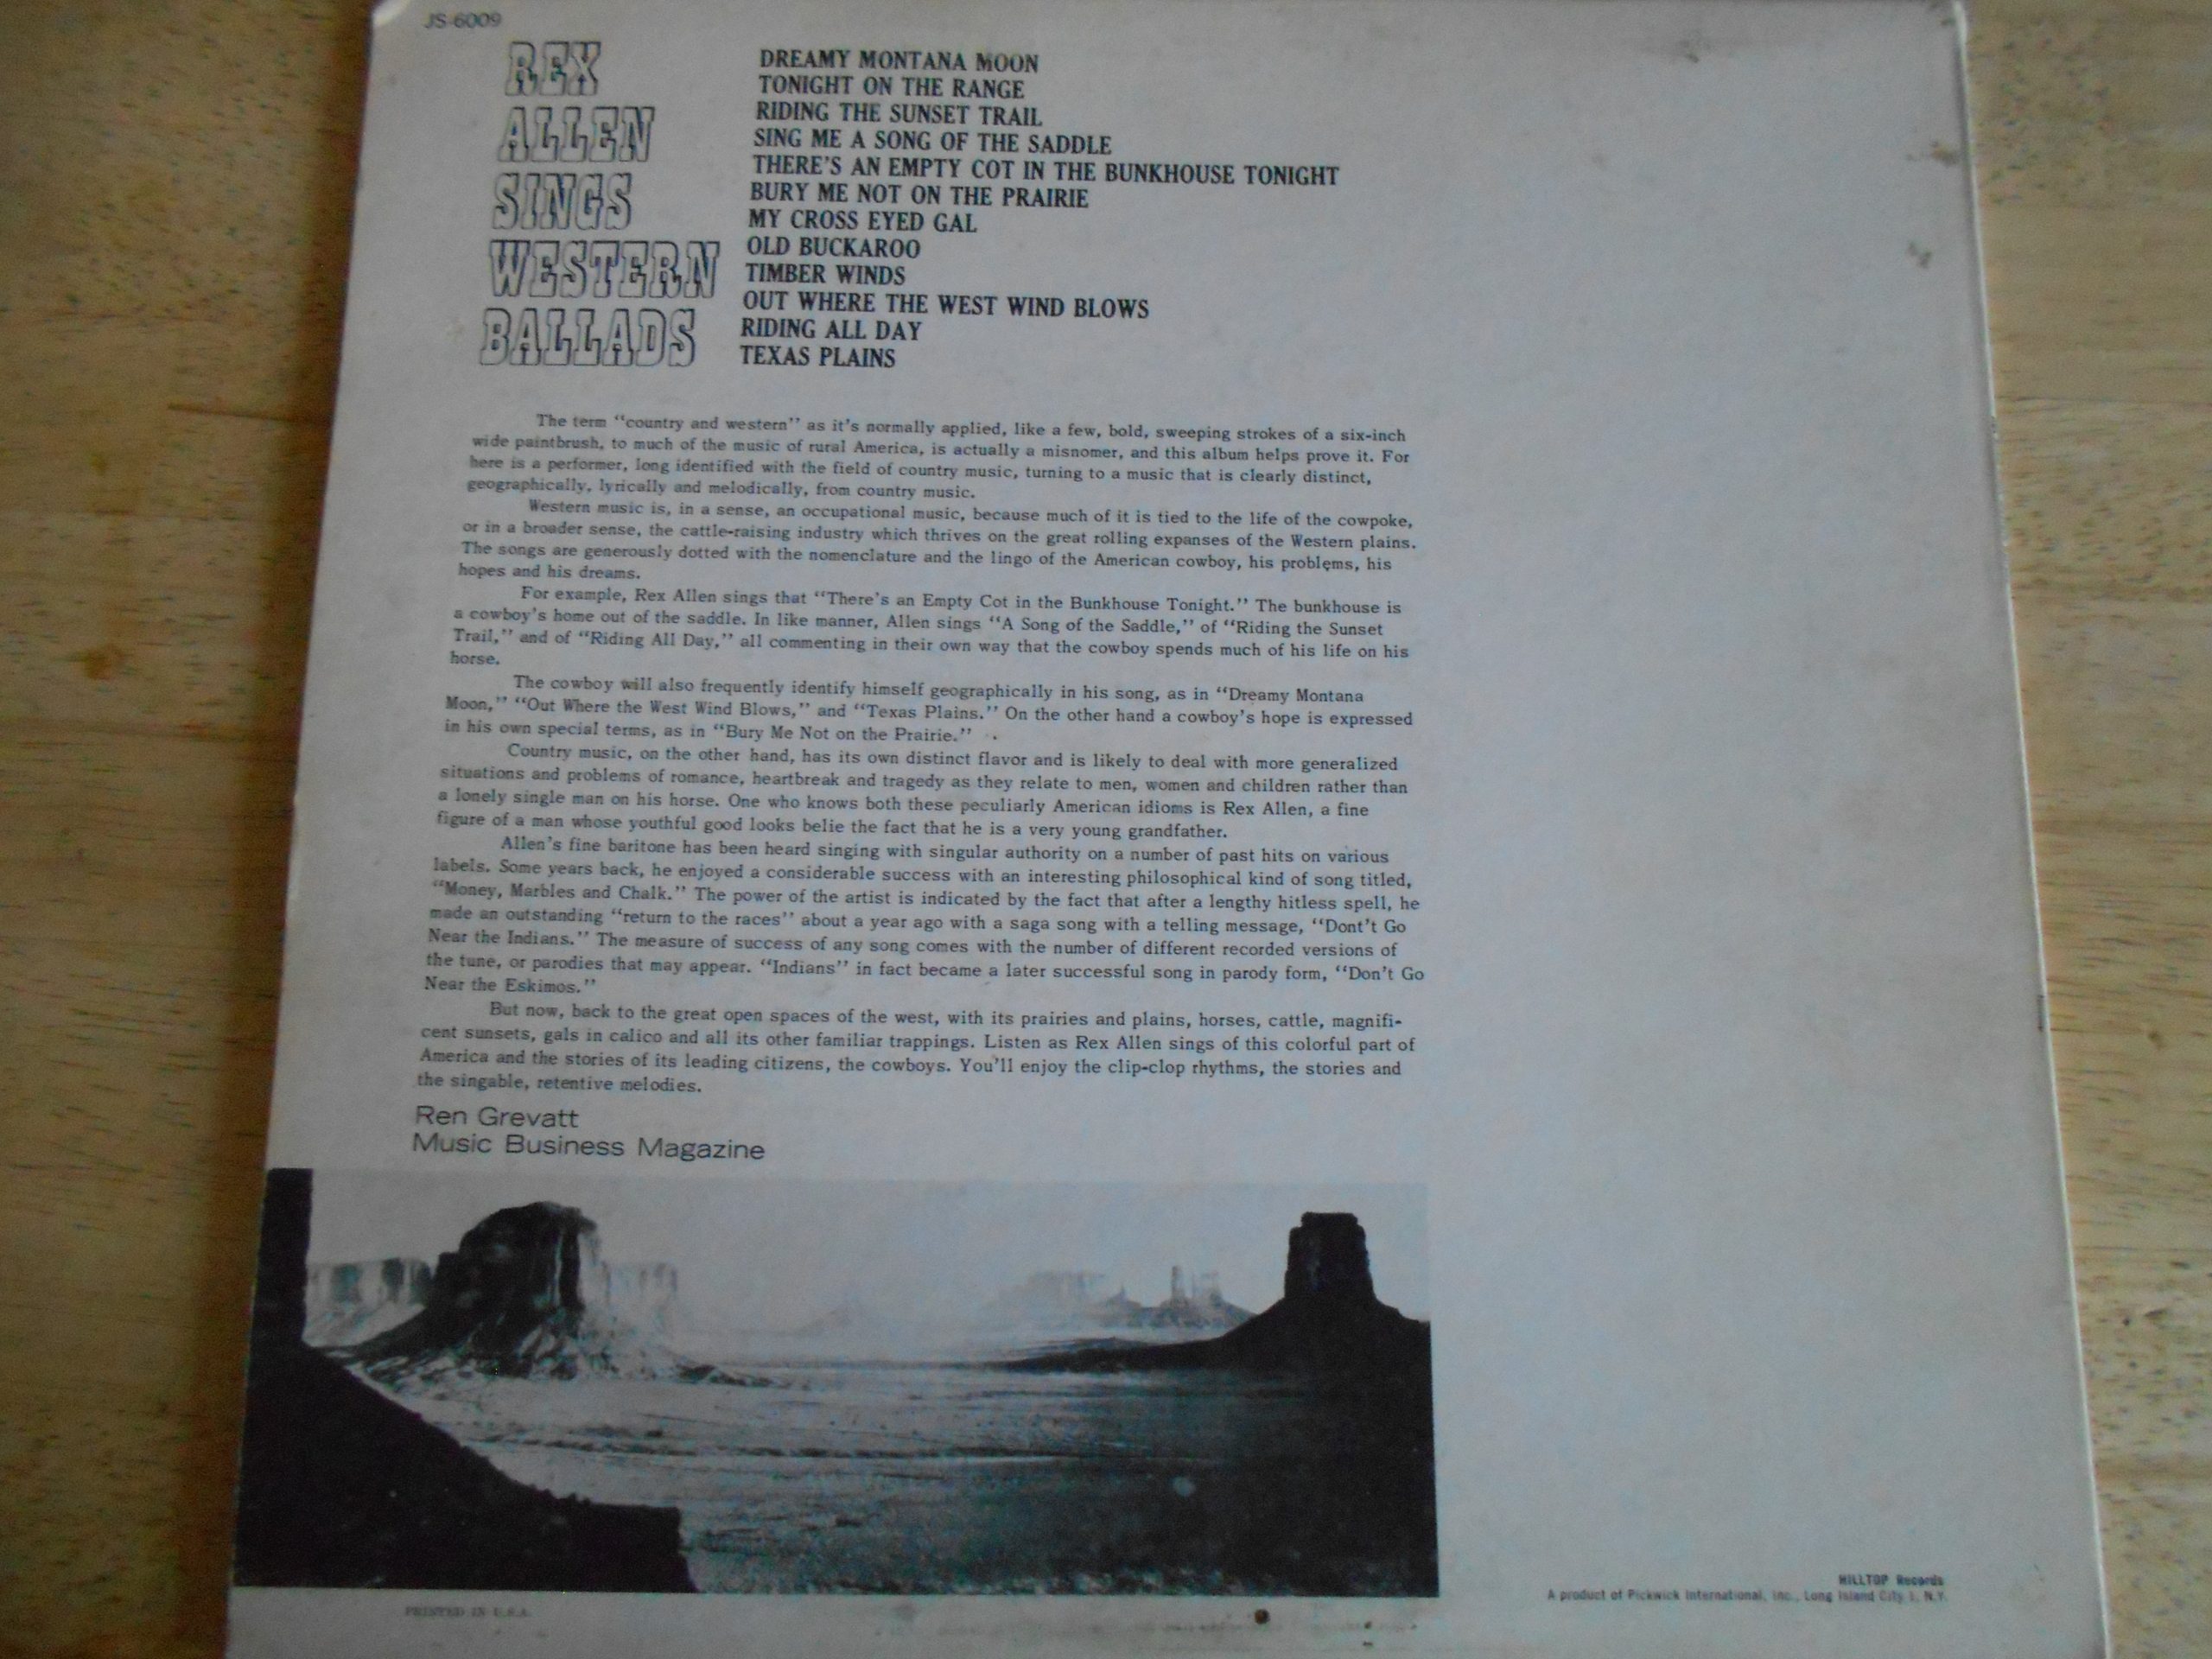 JS-6009
REX
ALLEN
SINGS
WESTERN
BALLADS
DREAMY MONTANA MOON
TONIGHT ON THE RANGE
RIDING THE SUNSET TRAIL
SING ME A SONG OF THE SADDLE
THERE'S AN EMPTY COT IN THE BUNKHOUSE TONIGHT
BURY ME NOT ON THE PRAIRIE
MY CROSS EYED GAL
OLD BUCKAROO
TIMBER WINDS
OUT WHERE THE WEST WIND BLOWS
RIDING ALL DAY
TEXAS PLAINS
The term "country and western" as it's normally applied, like a few, bold, sweeping strokes of a six-inch
wide paintbrush, to much of the music of rural America, is actually a misnomer, and this album helps prove it. For
here is a performer, long identified with the field of country music, turning to a music that is clearly distinct,
geographically, lyrically and melodically, from country music.
Western music is, in a sense, an occupational music, because much of it is tied to the life of the cowpoke,
or in a broader sense, the cattle-raising industry which thrives on the great rolling expanses of the Western plains.
The songs are generously dotted with the nomenclature and the lingo of the American cowboy, his problems, his
hopes and his dreams.
For example, Rex Allen sings that "There's an Empty Cot in the Bunkhouse Tonight." The bunkhouse is
a cowboy's home out of the saddle. In like manner, Allen sings "A Song of the Saddle," of "Riding the Sunset
Trail," and of "Riding All Day," all commenting in their own way that the cowboy spends much of his life on his
horse.
The cowboy will also frequently identify himself geographically in his song, as in "Dreamy Montana
Moon," "Out Where the West Wind Blows," and "Texas Plains." On the other hand a cowboy's hope is expressed
in his own special terms, as in "Bury Me Not on the Prairie."
Country music, on the other hand, has its own distinct flavor and is likely to deal with more generalized
situations and problems of romance, heartbreak and tragedy as they relate to men, women and children rather than
a lonely single man on his horse. One who knows both these peculiarly American idioms is Rex Allen, a fine
figure of a man whose youthful good looks belie the fact that he is a very young grandfather.
Allen's fine baritone has been heard singing with singular authority on a number of past hits on various
labels. Some years back, he enjoyed a considerable success with an interesting philosophical kind of song titled,
"Money, Marbles and Chalk." The power of the artist is indicated by the fact that after a lengthy hitless spell, he
made an outstanding "return to the races" about a year ago with a saga song with a telling message, "Dont't Go
Near the Indians." The measure of success of any song comes with the number of different recorded versions of
the tune, or parodies that may appear. "Indians" in fact became a later successful song in parody form, "Don't Go
Near the Eskimos."
But now, back to the great open spaces of the west, with its prairies and plains, horses, cattle, magnifi-
cent sunsets, gals in calico and all its other familiar trappings. Listen as Rex Allen sings of this colorful part of
America and the stories of its leading citizens, the cowboys. You'll enjoy the clip-clop rhythms, the stories and
the singable, retentive melodies.
Ren Grevatt
Music Business Magazine
HILLTOP Records
A product of Pickwick International, Inc., Long Island City 1, N.Y.
PRINTED IN U.S.A.